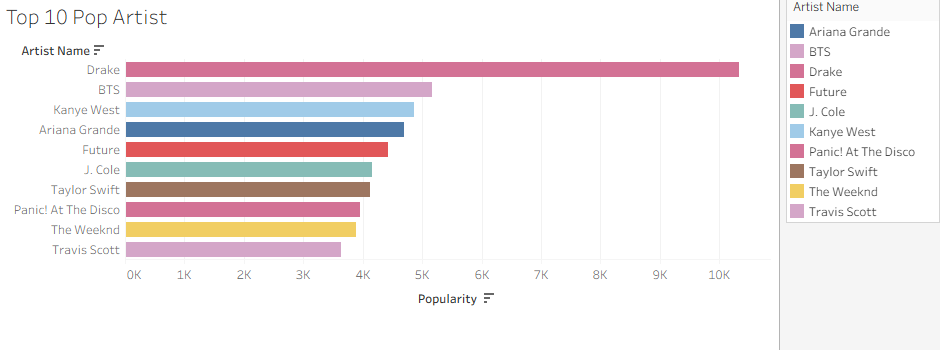 Top 10 Pop Artist
Artist Name
Drake
BTS
Kanye West
Ariana Grande
Future
J. Cole
Taylor Swift
Panic! At The Disco
The Weeknd
Travis Scott
0K 1K 2K 3K 4K 5K 6K 7K 8K 9K 10K
Popularity
Artist Name
Ariana Grande
BTS
Drake
Future
J. Cole
Kanye West
Panic! At The Disco
Taylor Swift
The Weeknd
Travis Scott